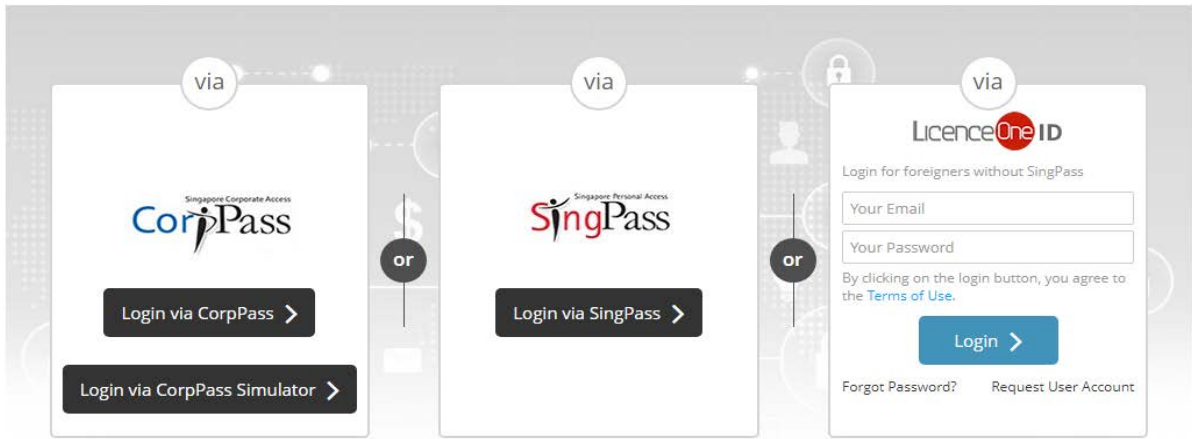 via
Singapore Corporate Access
CorpPass
Login via CorpPass
Login via CorpPass Simulator
or
via
Singapore Personal Access
SingPass
Login via SingPass
or
via
LicenceOne ID
Login for foreigners without SingPass
Your Email
Your Password
By clicking on the login button, you agree to
the Terms of Use.
Login
Forgot Password? Request User Account